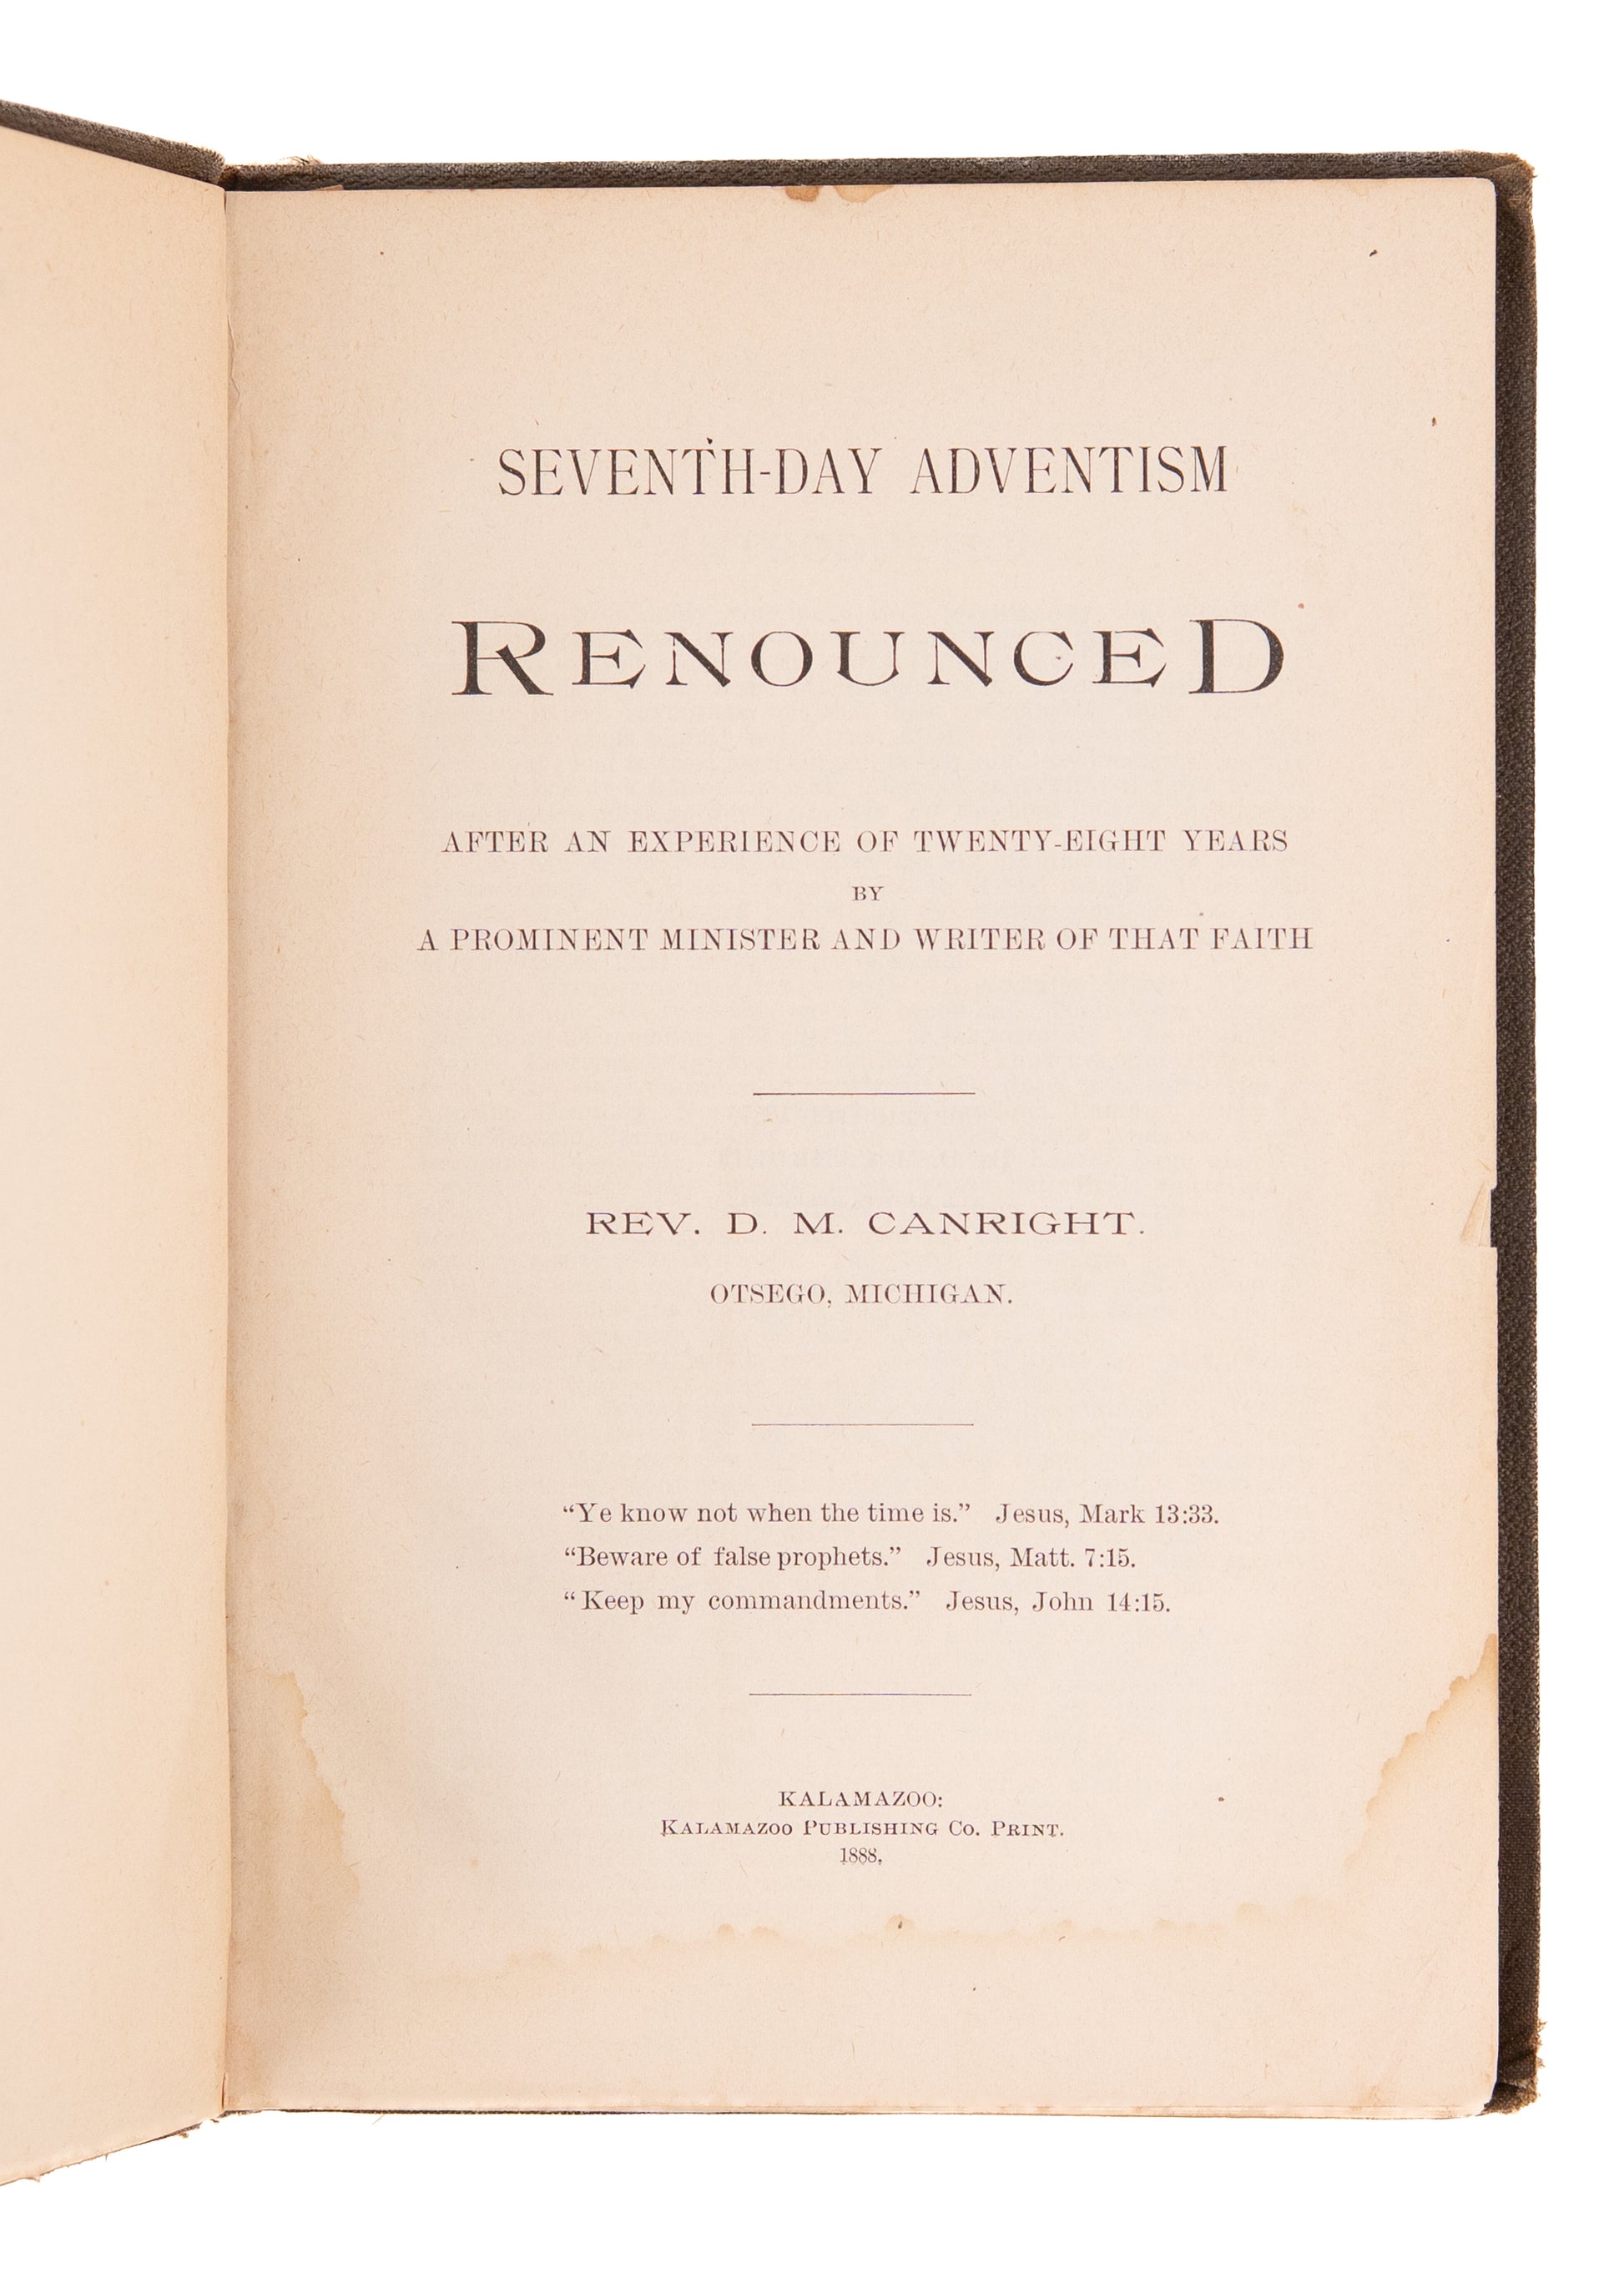 SEVENTH-DAY ADVENTISM
RENOUNCED
AFTER AN EXPERIENCE OF TWENTY-EIGHT YEARS
BY
A PROMINENT MINISTER AND WRITER OF THAT FAITH
REV. D. M. CANRIGHT.
OTSEGO, MICHIGAN.
“Ye know not when the time is.” Jesus, Mark 13:33.
“Beware of false prophets.” Jesus, Matt. 7:15.
“Keep my commandments.” Jesus, John 14:15.
KALAMAZOO:
KALAMAZOO PUBLISHING CO. PRINT.
1888.